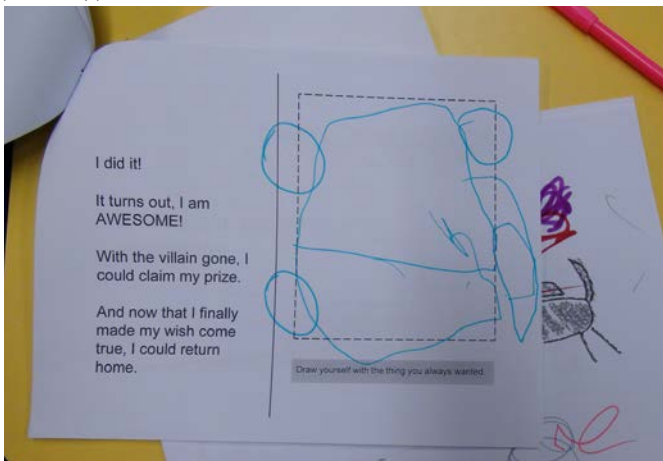 I did it!
It turns out, I am
AWESOME!
With the villain gone, I
could claim my prize.
And now that I finally
made my wish come
true, I could return
home.
Draw yourself with the thing you always wanted.